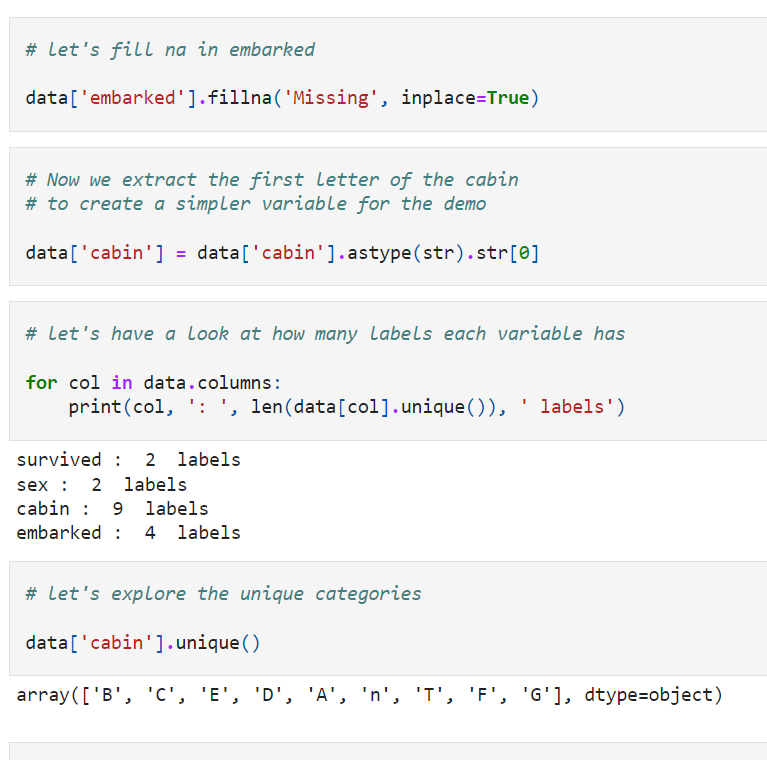 # let's fill na in embarked
data['embarked'].fillna('Missing', inplace=True)
# Now we extract the first letter of the cabin
# to create a simpler variable for the demo
data['cabin'] = data['cabin'].astype(str).str[0]
# let's have a look at how many labels each variable has
for col in data.columns:
    print(col, ': ', len(data[col].unique()), ' labels')
survived :  2  labels
sex :  2  labels
cabin :  9  labels
embarked :  4  labels
# let's explore the unique categories
data['cabin'].unique()
array(['B', 'C', 'E', 'D', 'A', 'n', 'T', 'F', 'G'], dtype=object)